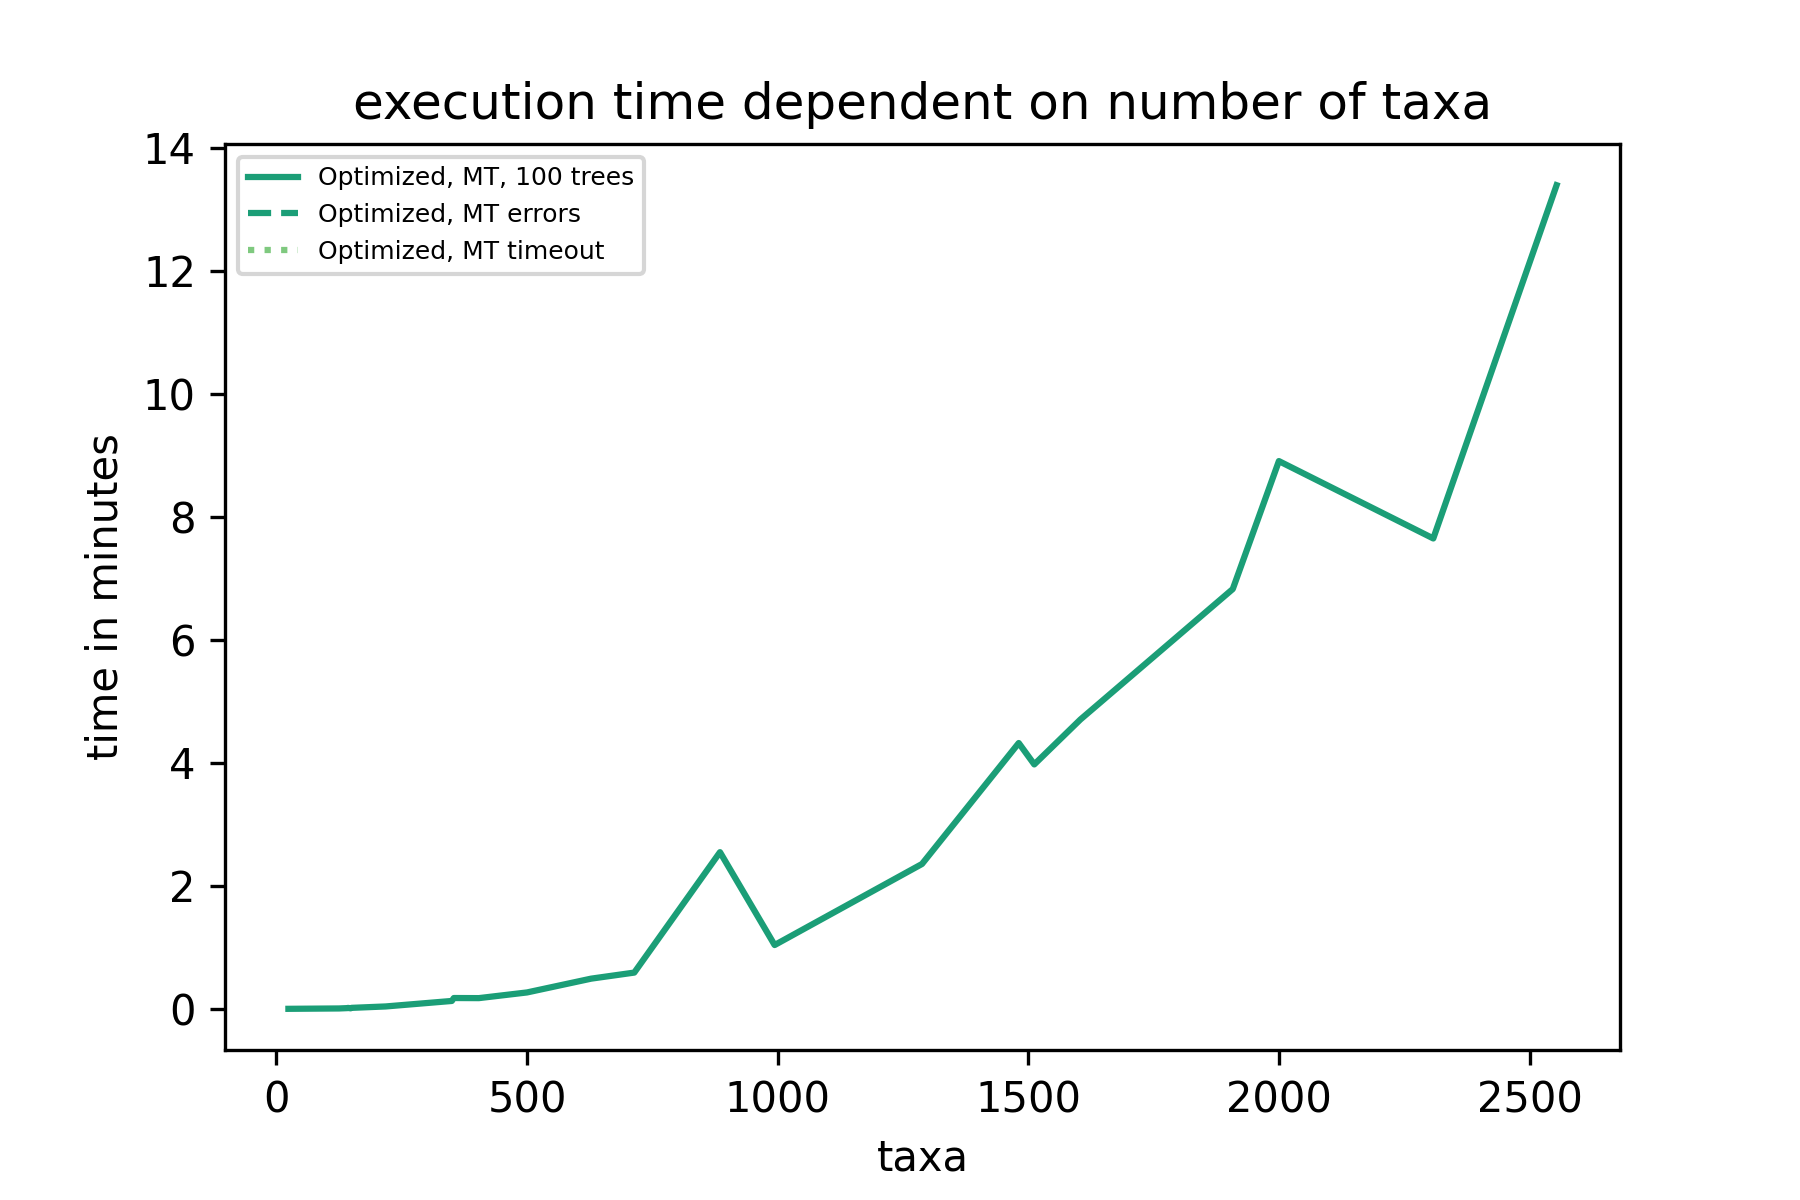 execution time dependent on number of taxa
14
12
10
8
6
4
2
0
time in minutes
Optimized, MT, 100 trees
Optimized, MT errors
Optimized, MT timeout
0 500 1000 1500 2000 2500
taxa